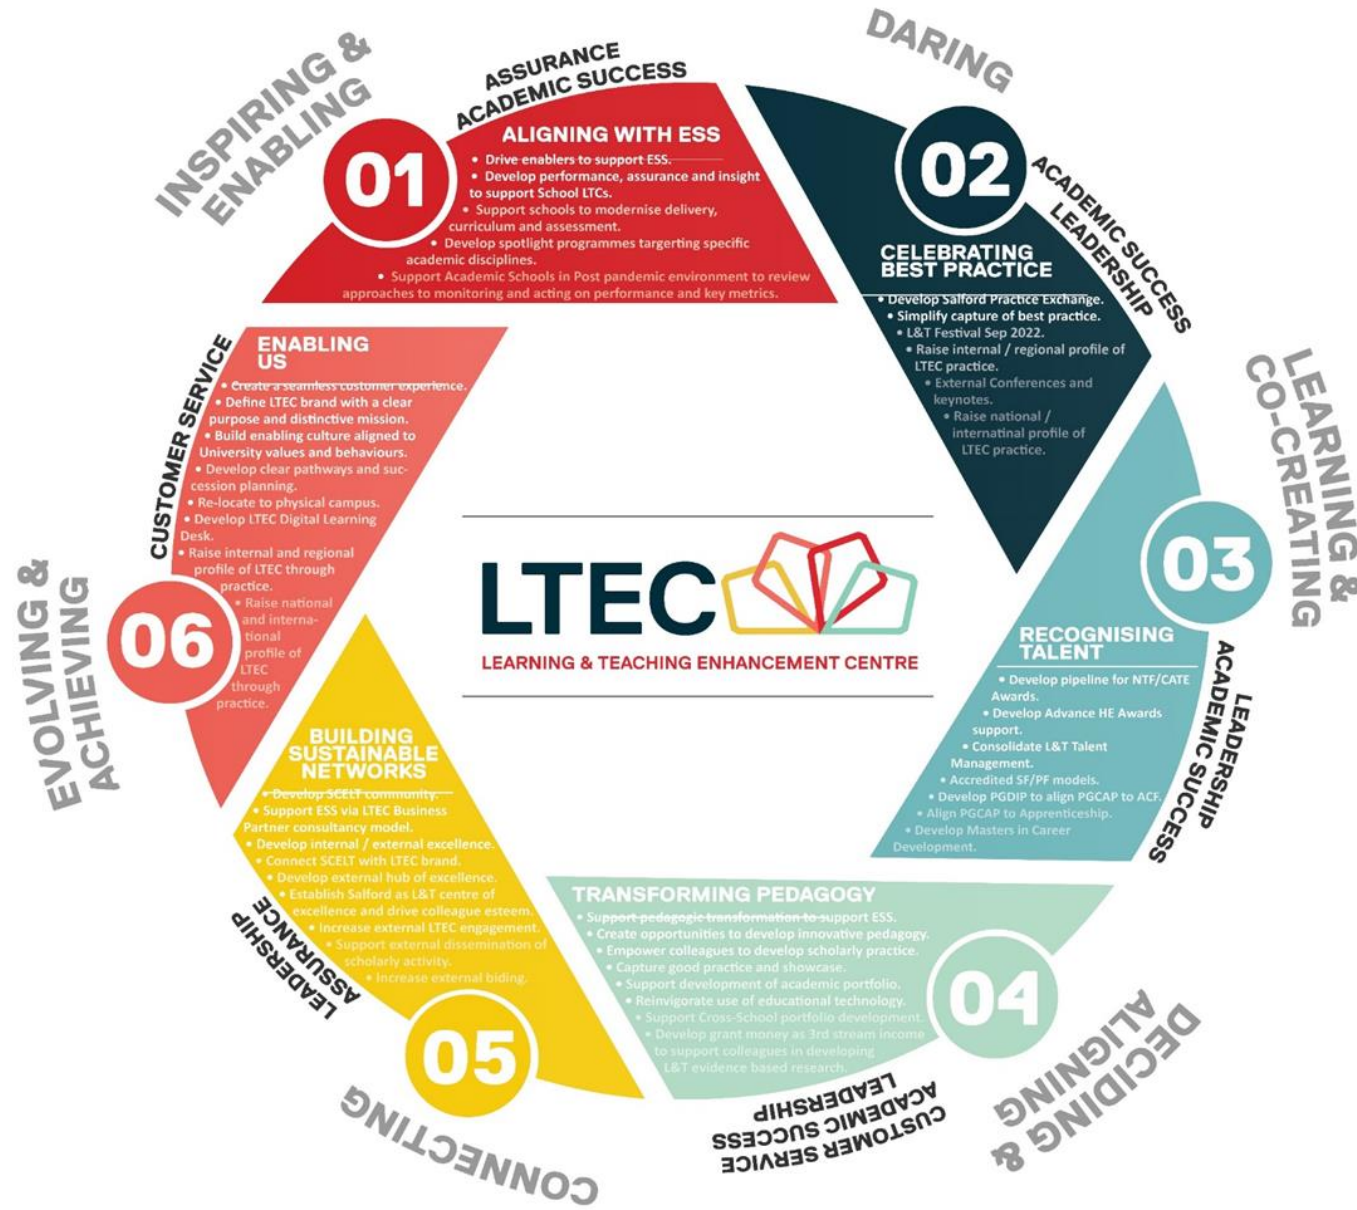 INSPIRING &
ENABLING
ASSURANCE
ACADEMIC SUCCESS
01
ALIGNING WITH ESS
• Drive enablers to support ESS.
• Develop performance, assurance and insight
to support School LTCs.
• Support schools to modernise delivery,
curriculum and assessment.
• Develop spotlight programmes targerting specific
academic disciplines.
• Support Academic Schools in Post pandemic environment to review
approaches to monitoring and acting on performance and key metrics.
DARING
ACADEMIC SUCCESS
LEADERSHIP
02
CELEBRATING
BEST PRACTICE
• Develop Salford Practice Exchange.
• Simplify capture of best practice.
• L&T Festival Sep 2022.
• Raise internal / regional profile of
LTEC practice.
• External Conferences and
keynotes.
• Raise national /
internatinal profile of
LTEC practice.
LEARNING &
CO-CREATING
03
RECOGNISING
TALENT
• Develop pipeline for NTF/CATE
Awards.
• Develop Advance HE Awards
support.
• Consolidate L&T Talent
Management.
• Accredited SF/PF models.
• Develop PGDIP to align PGCAP to ACF.
• Align PGCAP to Apprenticeship.
• Develop Masters in Career
Development.
LEADERSHIP
ACADEMIC SUCCESS
TRANSFORMING PEDAGOGY
• Support pedagogic transformation to support ESS.
• Create opportunities to develop innovative pedagogy.
• Empower colleagues to develop scholarly practice.
• Capture good practice and showcase.
• Support development of academic portfolio.
• Reinvigorate use of educational technology.
• Support Cross-School portfolio development.
• Develop grant money as 3rd stream income
to support colleagues in developing
L&T evidence based research.
04
CUSTOMER SERVICE
ACADEMIC SUCCESS
LEADERSHIP
DECIDING &
ALIGNING
BUILDING
SUSTAINABLE
NETWORKS
• Develop SCELT community.
• Support ESS via LTEC Business
Partner consultancy model.
• Develop internal / external excellence.
• Connect SCELT with LTEC brand.
• Develop external hub of excellence.
• Establish Salford as L&T centre of
excellence and drive colleague esteem.
• Increase external LTEC engagement.
• Support external dissemination of
scholarly activity.
• Increase external biding.
05
LEADERSHIP
ASSURANCE
CONNECTING
CUSTOMER SERVICE
ENABLING
US
• Create a seamless customer experience.
• Define LTEC brand with a clear
purpose and distinctive mission.
• Build enabling culture aligned to
University values and behaviours.
• Develop clear pathways and suc-
cession planning.
• Re-locate to physical campus.
• Develop LTEC Digital Learning
Desk.
• Raise internal and regional
profile of LTEC through
practice.
• Raise national
and interna-
tional
profile of
LTEC
through
practice.
06
EVOLVING &
ACHIEVING
LTEC
LEARNING & TEACHING ENHANCEMENT CENTRE